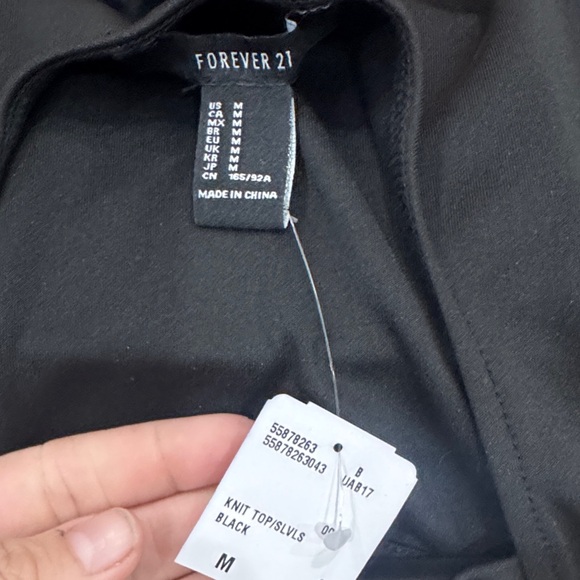 FOREVER 21
US M
CA M
MX M
BR M
EU M
UK M
KR M
JP M
CN 165/92A
MADE IN CHINA
55878263
55878263043
B
UAB17
KNIT TOP/SLVLS
BLACK
M